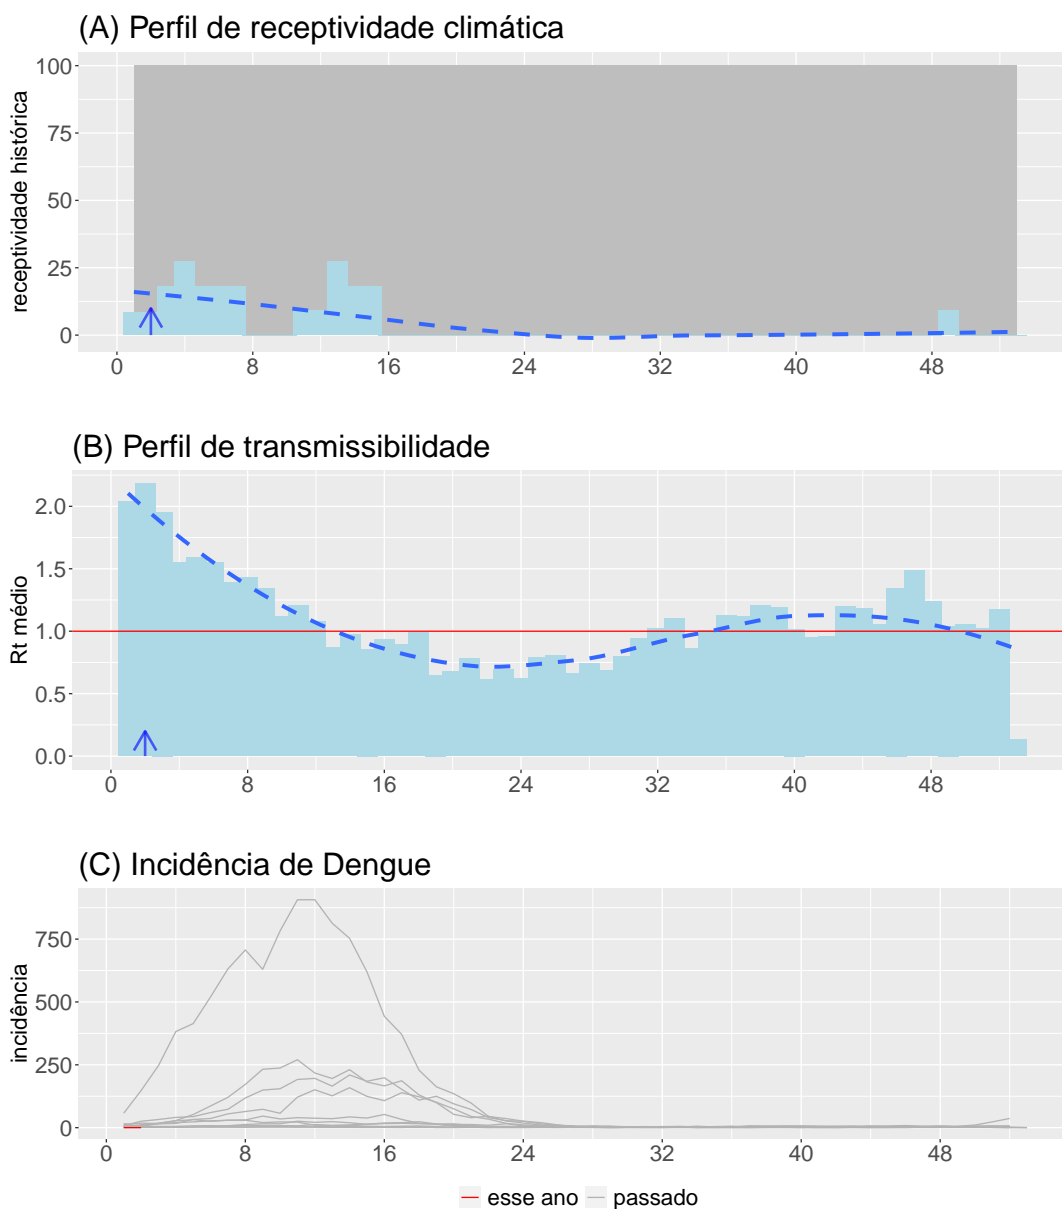 (A) Perfil de receptividade climática
receptividade histórica
100
75
50
25
0
0 8 16 24 32 40 48
(B) Perfil de transmissibilidade
Rt médio
2.0
1.5
1.0
0.5
0.0
0 8 16 24 32 40 48
(C) Incidência de Dengue
incidência
750
500
250
0
0 8 16 24 32 40 48
esse ano passado